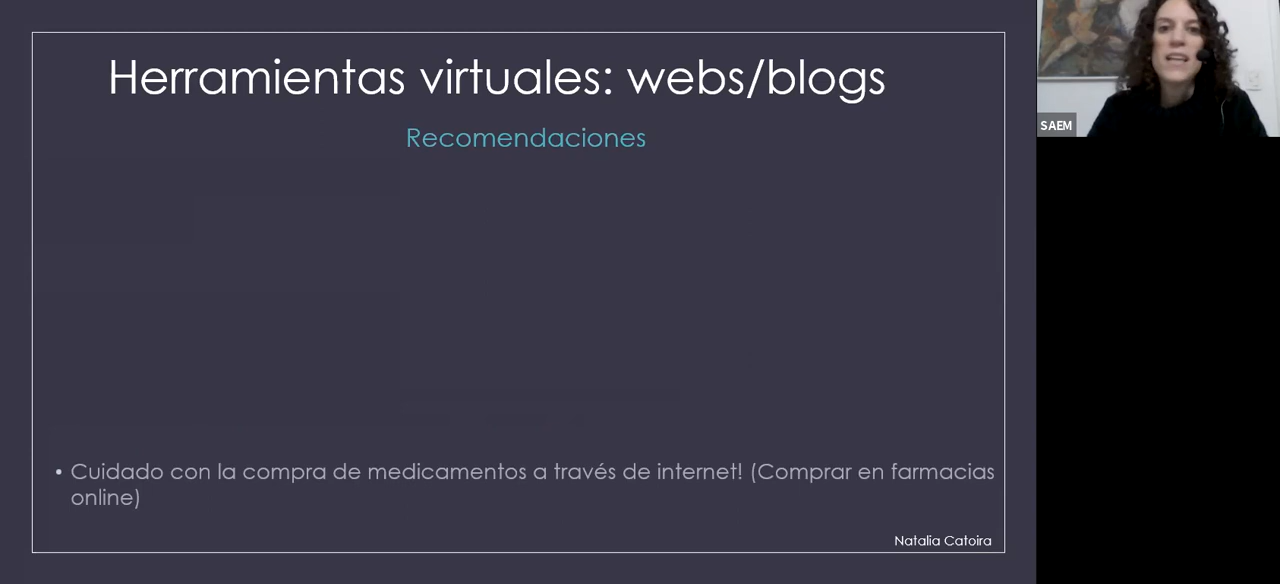 Herramientas virtuales: webs/blogs
Recomendaciones
SAEM
• Cuidado con la compra de medicamentos a través de internet! (Comprar en farmacias
online)
Natalia Catoira